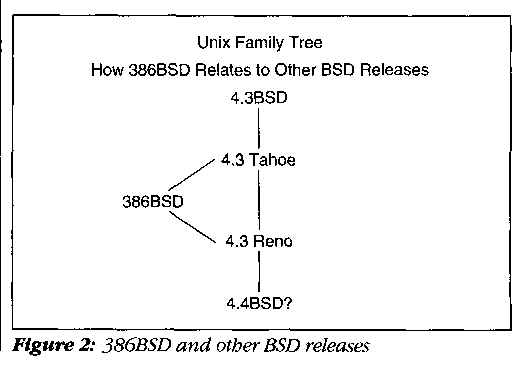 Unix Family Tree
How 386BSD Relates to Other BSD Releases
4.3BSD
4.3 Tahoe
386BSD
4.3 Reno
4.4BSD?
Figure 2: 386BSD and other BSD releases